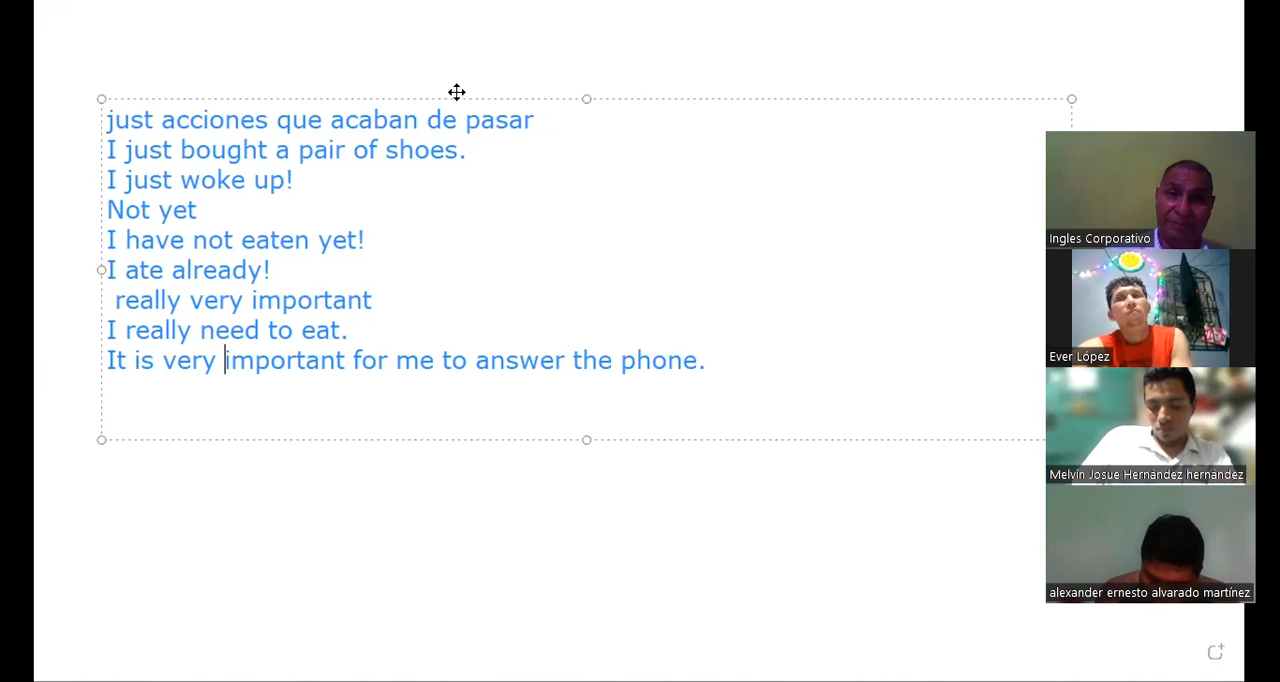 just acciones que acaban de pasar
I just bought a pair of shoes.
I just woke up!
Not yet
I have not eaten yet!
I ate already!
really very important
I really need to eat.
It is very important for me to answer the phone.
Ingles Corporativo
Ever López
Melvin Josue Hernández hernández
alexander ernesto alvarado martínez